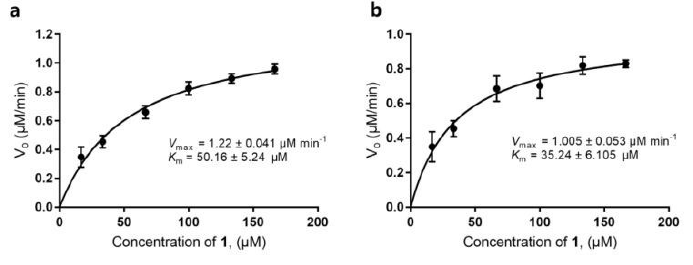 a
1.2
1.0
0.8
0.6
0.4
0.2
0.0
V0 (µM/min)
Vmax = 1.22 ± 0.041 µM min-1
Km = 50.16 ± 5.24 µM
0 50 100 150 200
Concentration of 1, (µM)
b
1.0
0.8
0.6
0.4
0.2
0.0
V0 (µM/min)
Vmax = 1.005 ± 0.053 µM min-1
Km = 35.24 ± 6.105 µM
0 50 100 150 200
Concentration of 1, (µM)